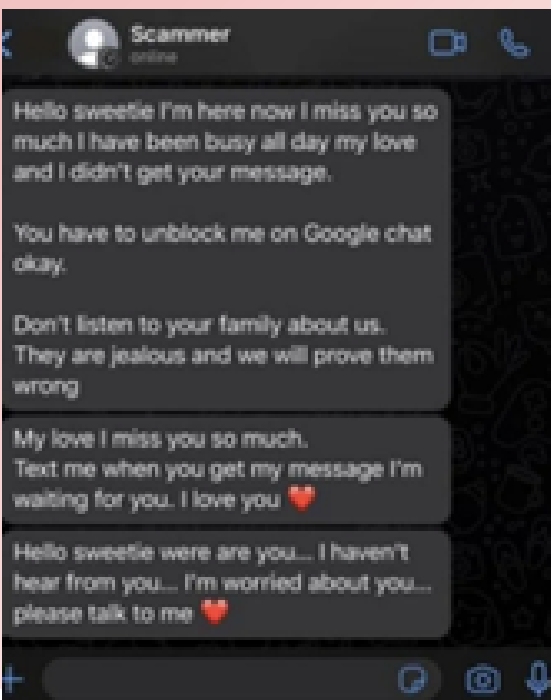 Scammer
online
Hello sweetie I'm here now I miss you so
much I have been busy all day my love
and I didn't get your message.
You have to unblock me on Google chat
okay.
Don't listen to your family about us.
They are jealous and we will prove them
wrong
My love I miss you so much.
Text me when you get my message I'm
waiting for you. I love you ❤️
Hello sweetie were are you... I haven't
hear from you... I'm worried about you...
please talk to me ❤️